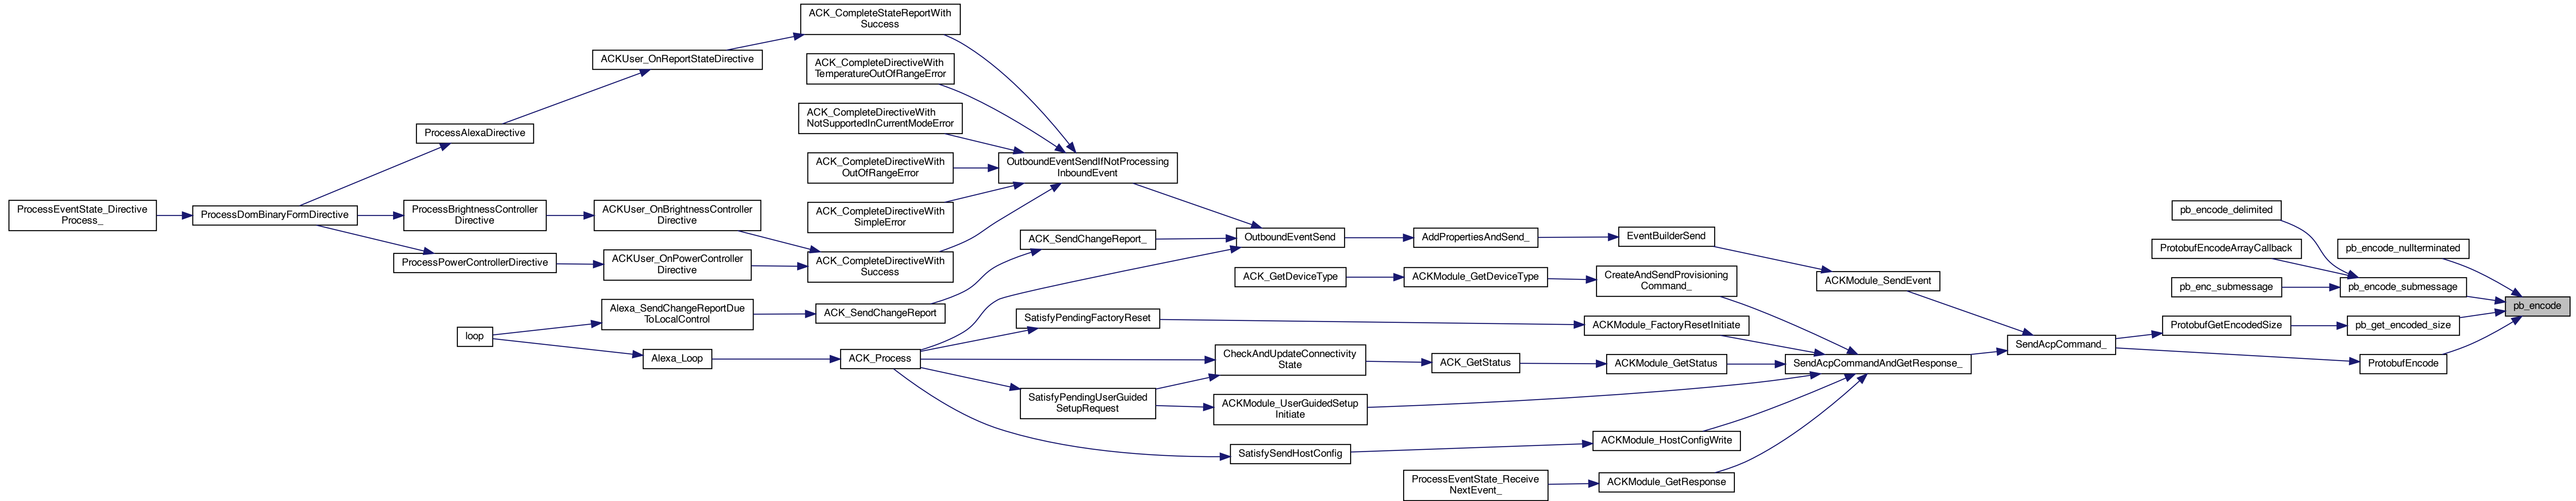 ACK_CompleteStateReportWith
Success
ACKUser_OnReportStateDirective
ACK_CompleteDirectiveWith
TemperatureOutOfRangeError
ACK_CompleteDirectiveWith
NotSupportedInCurrentModeError
ProcessAlexaDirective
OutboundEventSendIfNotProcessing
InboundEvent
ACK_CompleteDirectiveWith
OutOfRangeError
ProcessEventState_Directive
Process_
ProcessDomBinaryFormDirective
ProcessBrightnessController
Directive
ACKUser_OnBrightnessController
Directive
ACK_CompleteDirectiveWith
SimpleError
ProcessPowerControllerDirective
ACKUser_OnPowerController
Directive
ACK_CompleteDirectiveWith
Success
ACK_SendChangeReport_
OutboundEventSend
AddPropertiesAndSend_
EventBuilderSend
pb_encode_delimited
ProtobufEncodeArrayCallback
pb_encode_nullterminated
ACK_GetDeviceType
ACKModule_GetDeviceType
CreateAndSendProvisioning
Command_
ACKModule_SendEvent
pb_enc_submessage
pb_encode_submessage
pb_encode
Alexa_SendChangeReportDue
ToLocalControl
ACK_SendChangeReport
SatisfyPendingFactoryReset
ACKModule_FactoryResetInitiate
ProtobufGetEncodedSize
pb_get_encoded_size
loop
Alexa_Loop
ACK_Process
CheckAndUpdateConnectivity
State
ACK_GetStatus
ACKModule_GetStatus
SendAcpCommandAndGetResponse_
SendAcpCommand_
ProtobufEncode
SatisfyPendingUserGuided
SetupRequest
ACKModule_UserGuidedSetup
Initiate
SatisfySendHostConfig
ACKModule_HostConfigWrite
ProcessEventState_Receive
NextEvent_
ACKModule_GetResponse